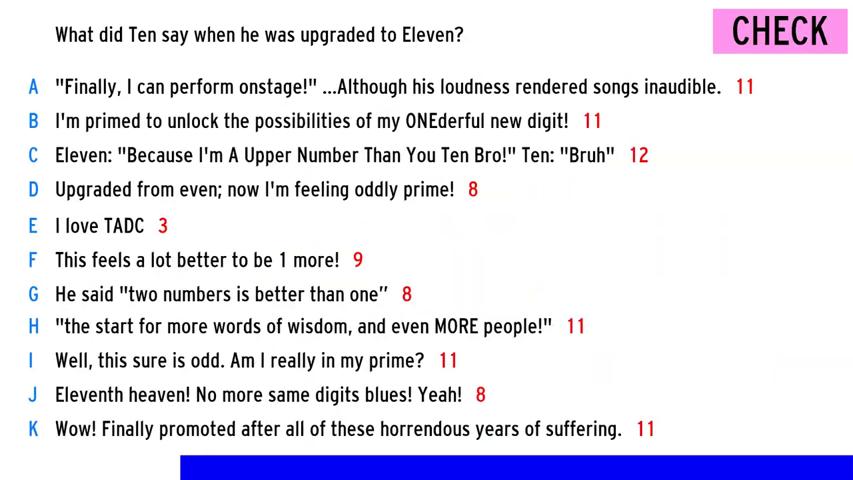 What did Ten say when he was upgraded to Eleven?
CHECK
A "Finally, I can perform onstage!" ...Although his loudness rendered songs inaudible. 11
B I'm primed to unlock the possibilities of my ONEderful new digit! 11
C Eleven: "Because I'm A Upper Number Than You Ten Bro!" Ten: "Bruh" 12
D Upgraded from even; now I'm feeling oddly prime! 8
E I love TADC 3
F This feels a lot better to be 1 more! 9
G He said "two numbers is better than one” 8
H "the start for more words of wisdom, and even MORE people!" 11
I Well, this sure is odd. Am I really in my prime? 11
J Eleventh heaven! No more same digits blues! Yeah! 8
K Wow! Finally promoted after all of these horrendous years of suffering. 11